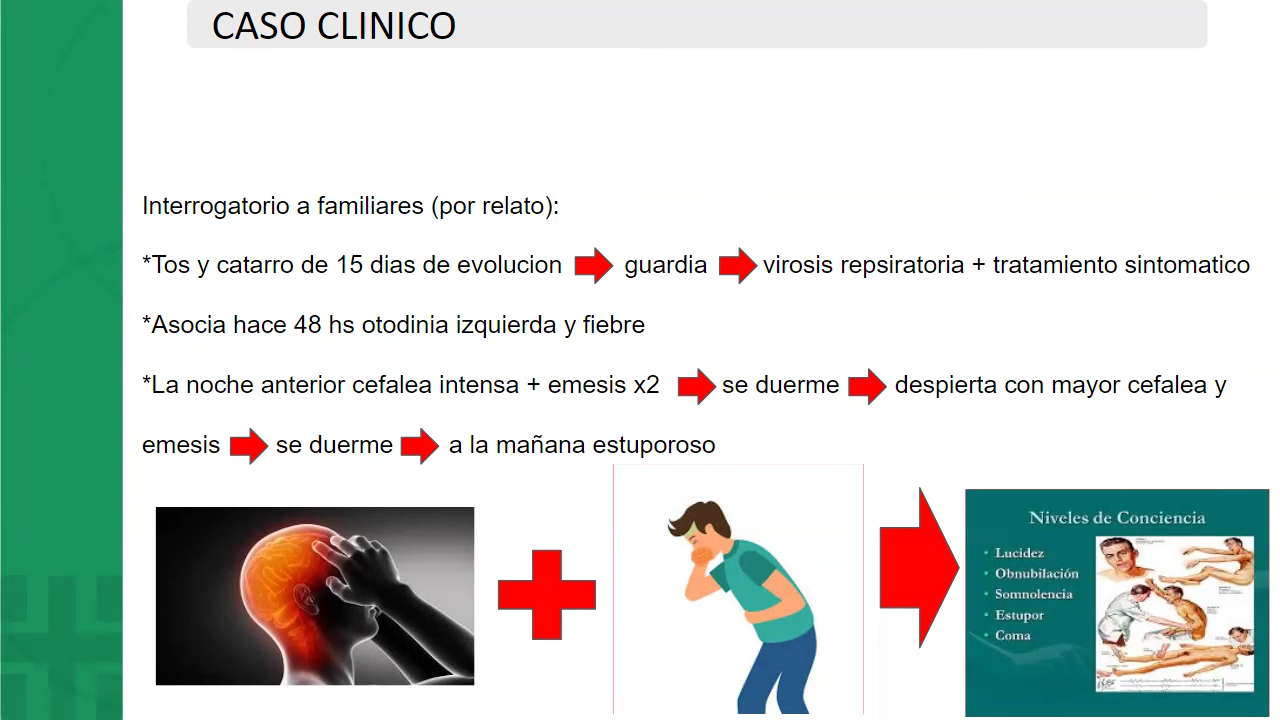 CASO CLINICO
Interrogatorio a familiares (por relato):
*Tos y catarro de 15 dias de evolucion guardia virosis repsiratoria + tratamiento sintomatico
*Asocia hace 48 hs otodinia izquierda y fiebre
*La noche anterior cefalea intensa + emesis x2 se duerme despierta con mayor cefalea y
emesis se duerme a la mañana estuporoso
Niveles de Conciencia
• Lucidez
• Obnubilación
• Somnolencia
• Estupor
• Coma